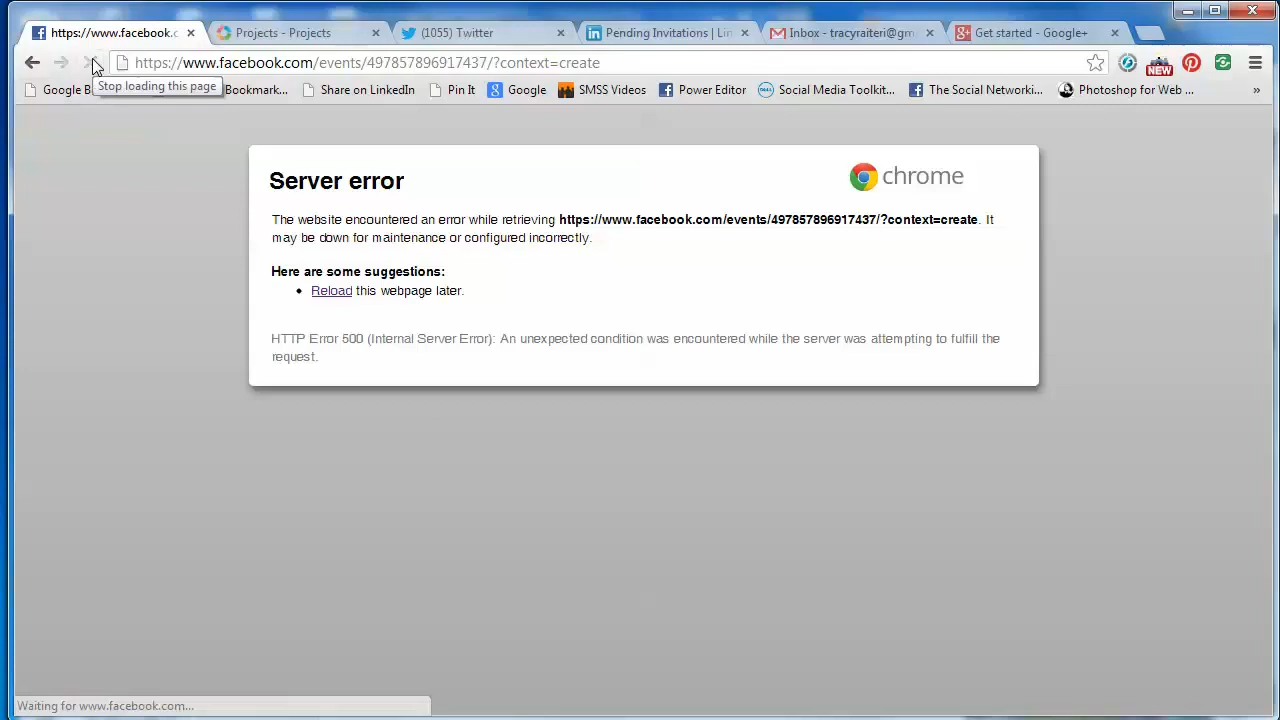 https://www.facebook.c
Projects - Projects
(1055) Twitter
Pending Invitations | Lin
Inbox - tracyraiteri@gm
Get started - Google+
https://www.facebook.com/events/497857896917437/?context=create
NEW
Stop loading this page
Google B
Bookmark...
Share on LinkedIn
Pin It
Google
SMSS Videos
Power Editor
Social Media Toolkit...
The Social Networki...
Photoshop for Web ...
»
Server error
chrome
The website encountered an error while retrieving https://www.facebook.com/events/497857896917437/?context=create. It
may be down for maintenance or configured incorrectly.
Here are some suggestions:
• Reload this webpage later.
HTTP Error 500 (Internal Server Error): An unexpected condition was encountered while the server was attempting to fulfill the
request.
Waiting for www.facebook.com...